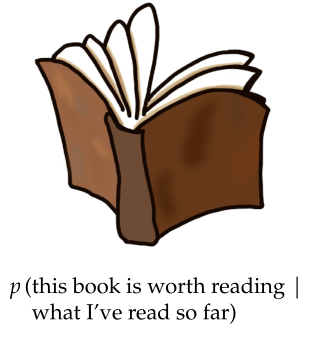 p(this book is worth reading |
what I've read so far)